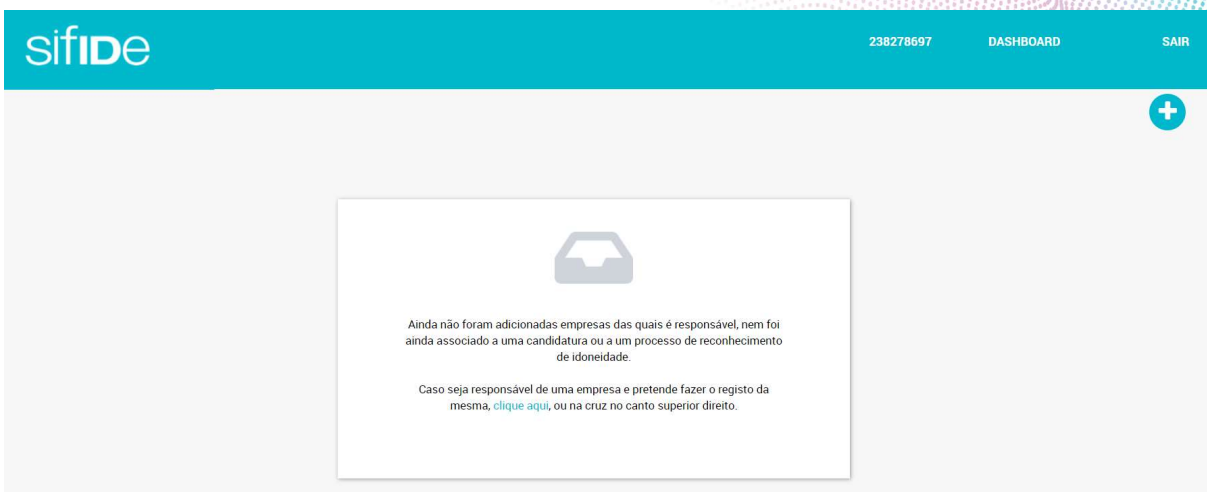 sifIDe
238278697 DASHBOARD SAIR
Ainda não foram adicionadas empresas das quais é responsável, nem foi
ainda associado a uma candidatura ou a um processo de reconhecimento
de idoneidade.
Caso seja responsável de uma empresa e pretende fazer o registo da
mesma, clique aqui, ou na cruz no canto superior direito.